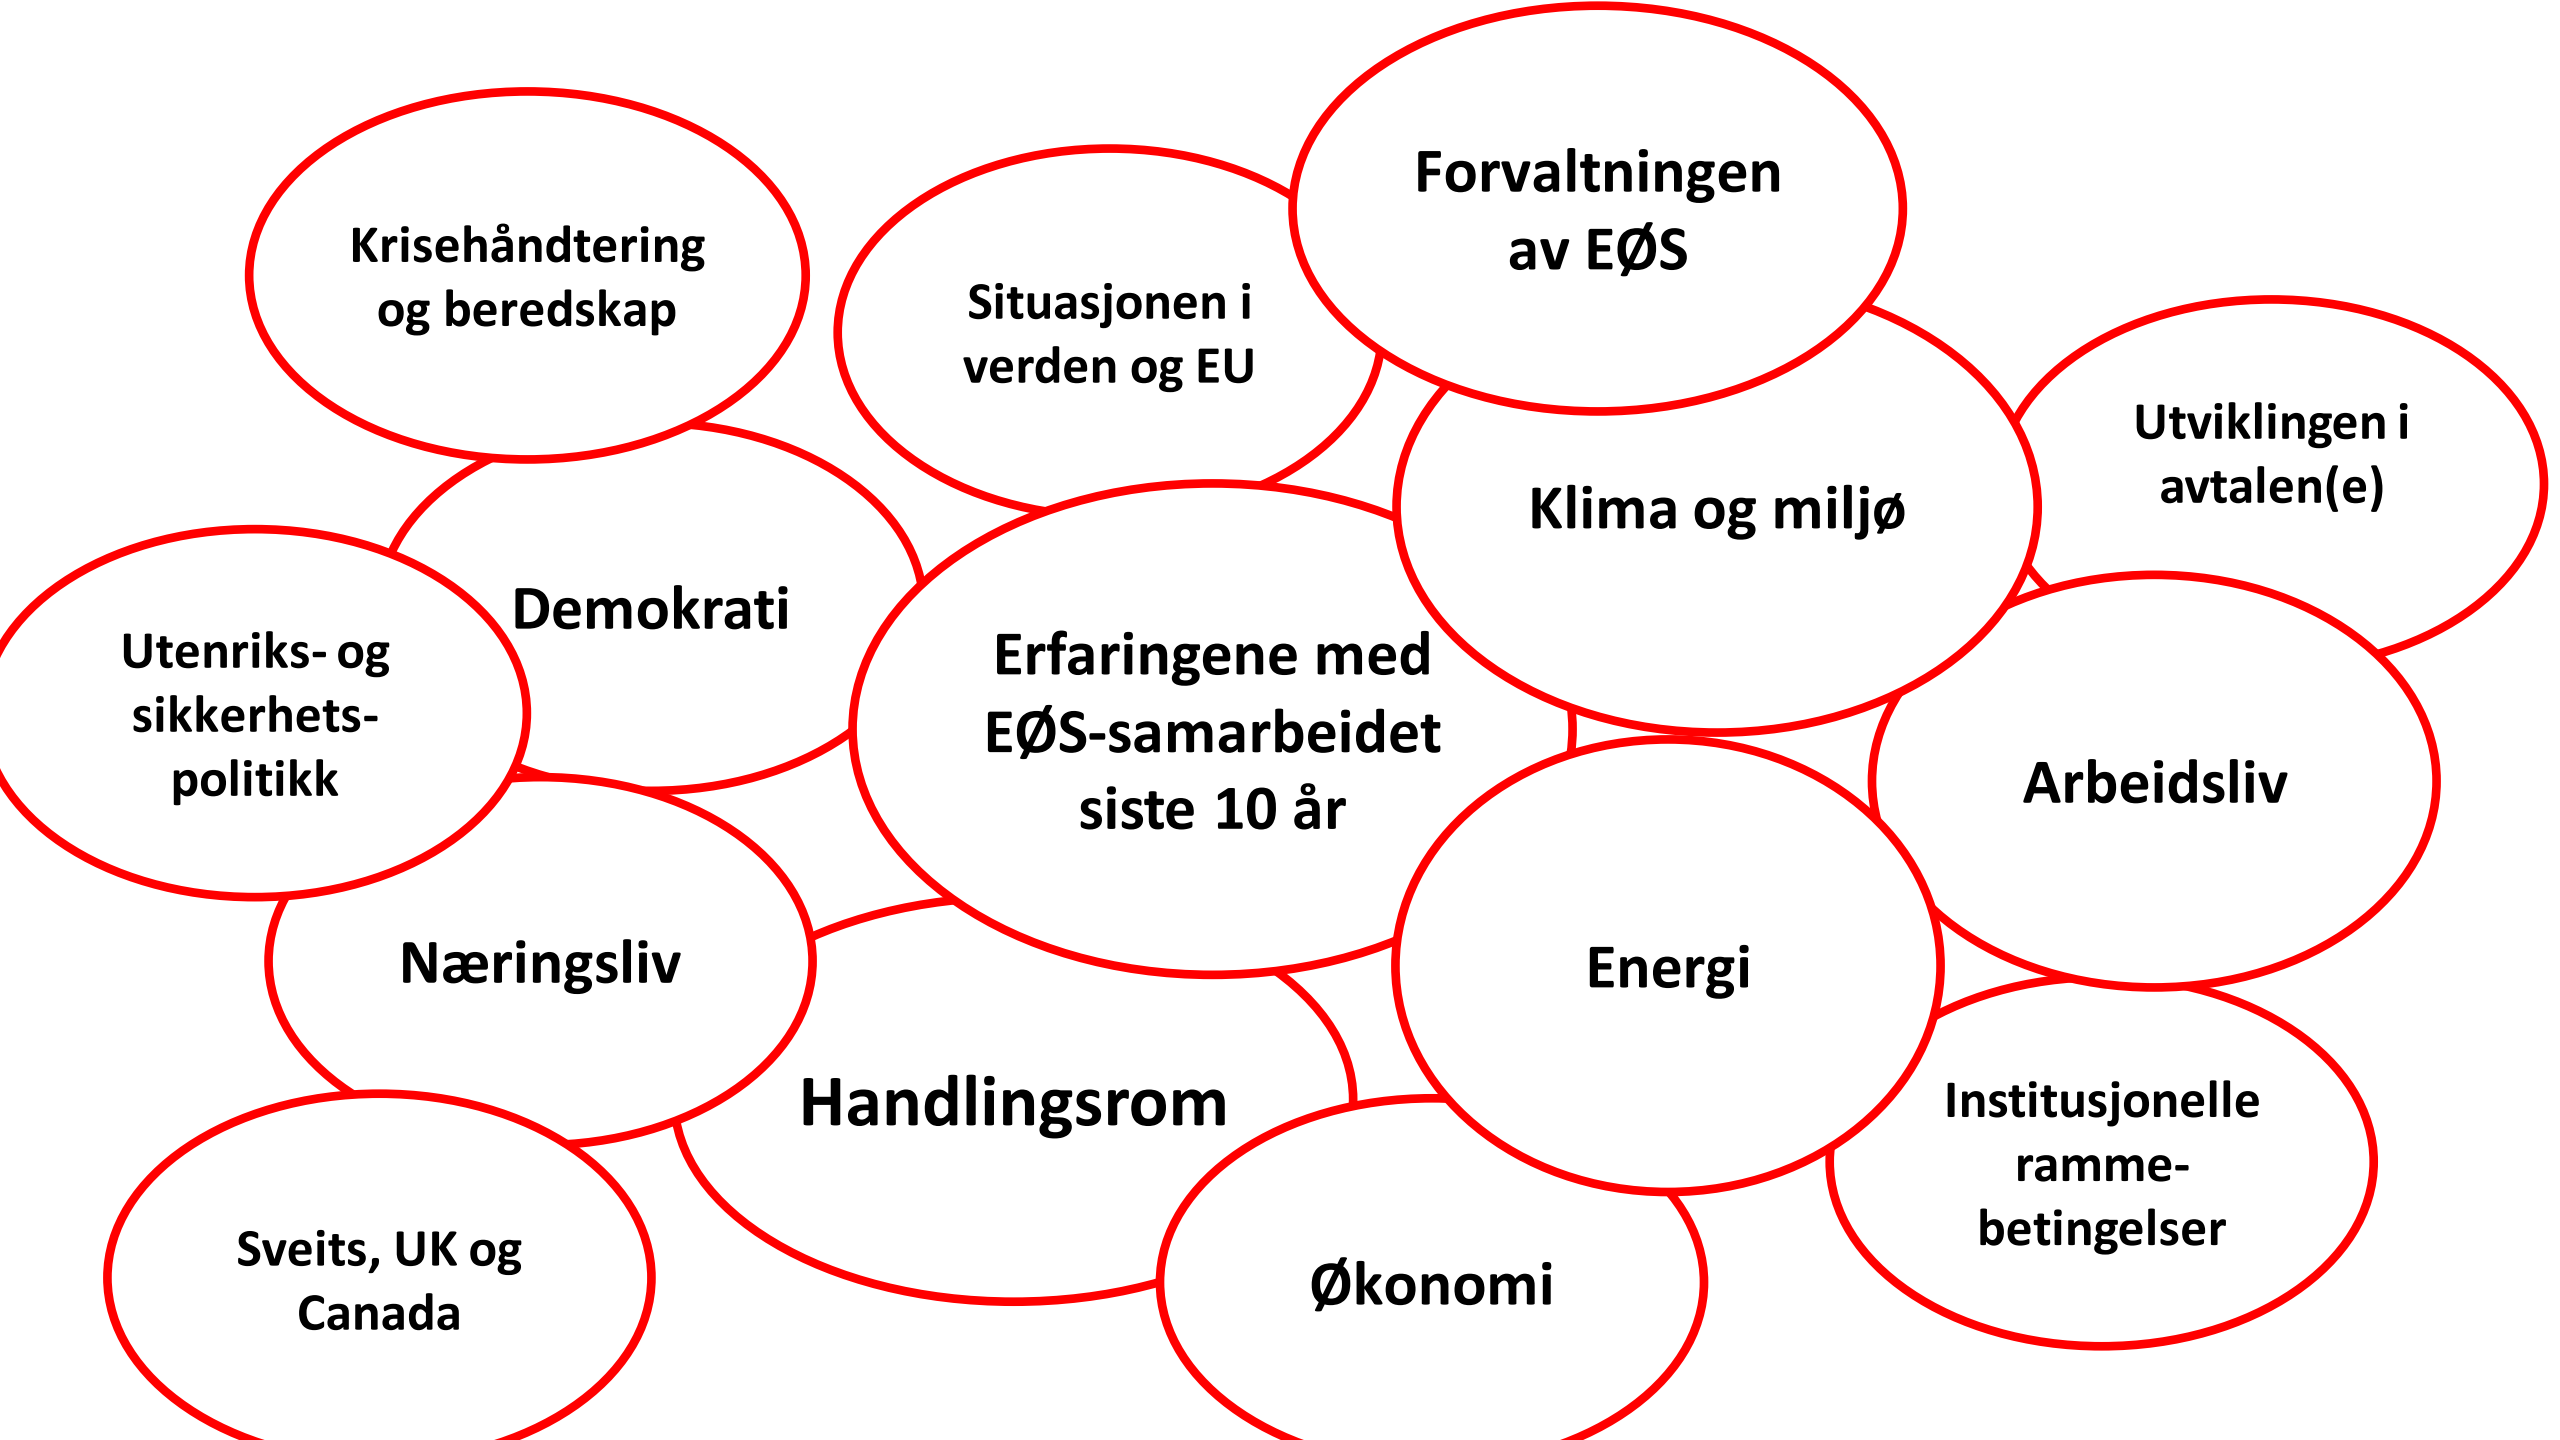 Forvaltningen
av EØS
Krisehåndtering
og beredskap
Situasjonen i
verden og EU
Utviklingen i
avtalen(e)
Klima og miljø
Demokrati
Utenriks- og
sikkerhets-
politikk
Erfaringene med
EØS-samarbeidet
siste 10 år
Arbeidsliv
Næringsliv
Energi
Handlingsrom
Institusjonelle
ramme-
betingelser
Sveits, UK og
Canada
Økonomi